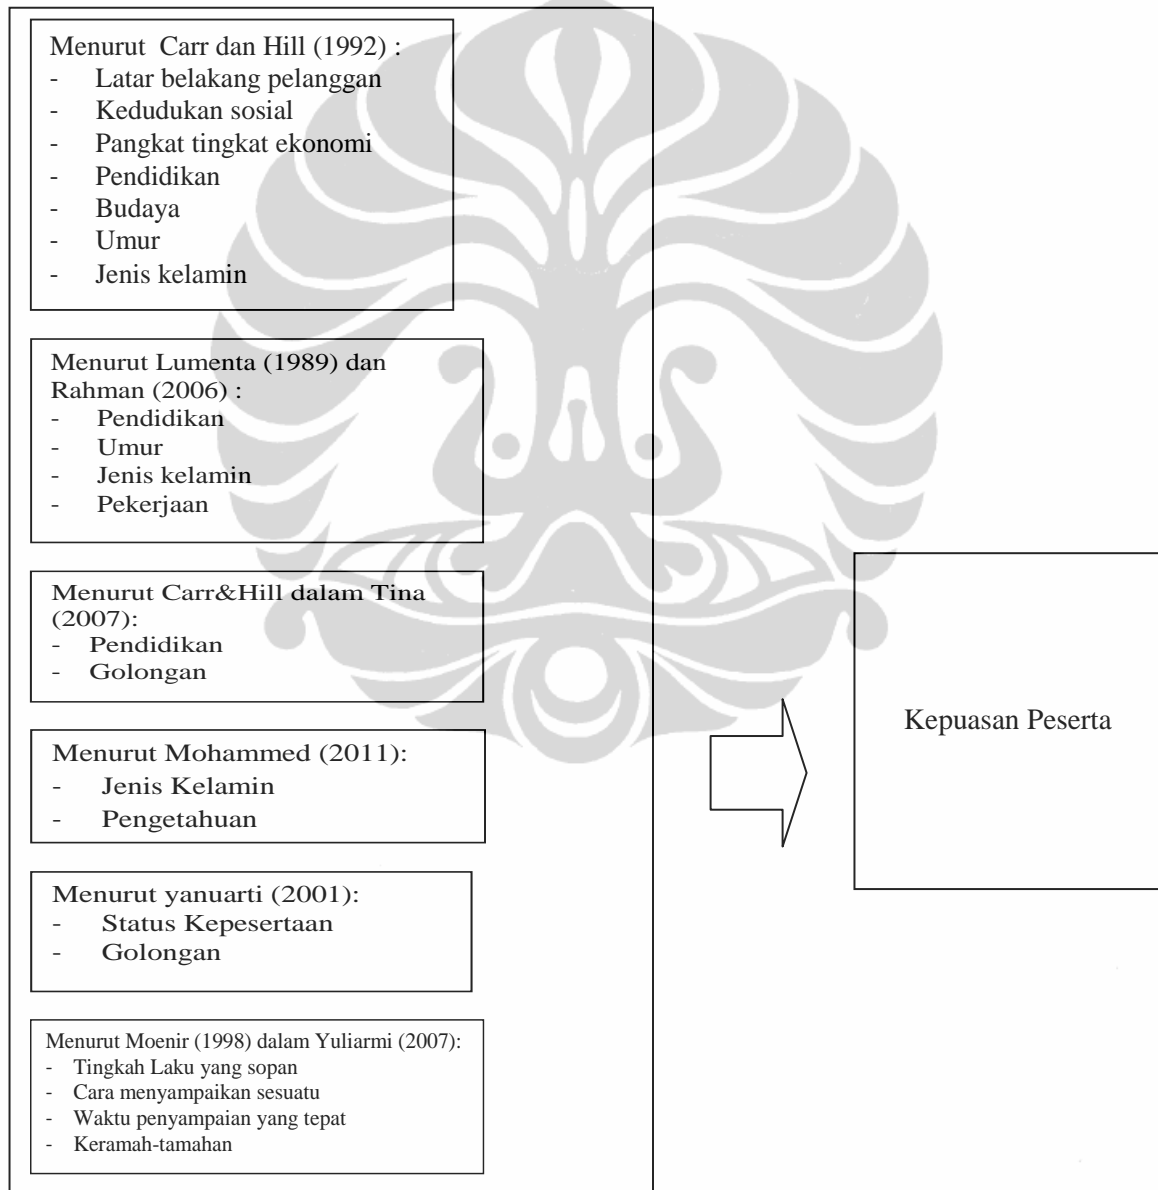 Menurut Carr dan Hill (1992) :
- Latar belakang pelanggan
- Kedudukan sosial
- Pangkat tingkat ekonomi
- Pendidikan
- Budaya
- Umur
- Jenis kelamin
Menurut Lumenta (1989) dan
Rahman (2006) :
- Pendidikan
- Umur
- Jenis kelamin
- Pekerjaan
Menurut Carr&Hill dalam Tina
(2007):
- Pendidikan
- Golongan
Menurut Mohammed (2011):
- Jenis Kelamin
- Pengetahuan
Menurut yanuarti (2001):
- Status Kepesertaan
- Golongan
Menurut Moenir (1998) dalam Yuliarmi (2007):
- Tingkah Laku yang sopan
- Cara menyampaikan sesuatu
- Waktu penyampaian yang tepat
- Keramah-tamahan
Kepuasan Peserta